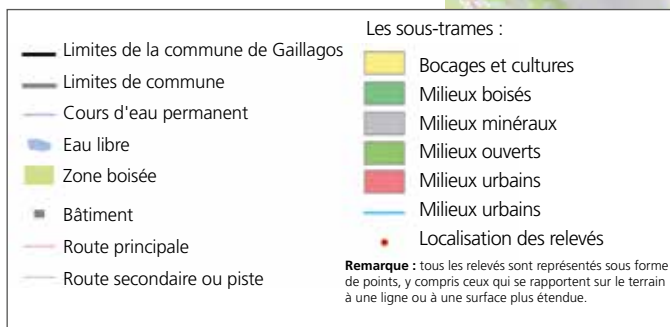 Limites de la commune de Gaillagos
Limites de commune
Cours d'eau permanent
Eau libre
Zone boisée
Bâtiment
Route principale
Route secondaire ou piste
Les sous-trames :
Bocages et cultures
Milieux boisés
Milieux minéraux
Milieux ouverts
Milieux urbains
Milieux urbains
Localisation des relevés
Remarque : tous les relevés sont représentés sous forme
de points, y compris ceux qui se rapportent sur le terrain
à une ligne ou à une surface plus étendue.